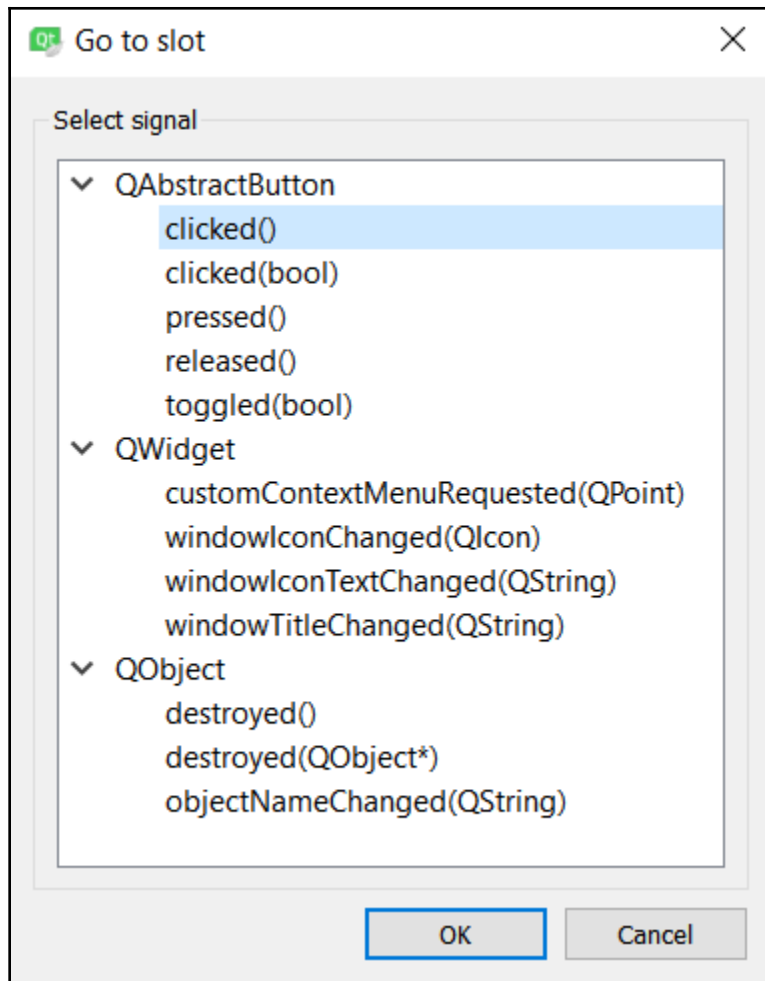 Qt Go to slot
Select signal
QAbstractButton
clicked()
clicked(bool)
pressed()
released()
toggled(bool)
QWidget
customContextMenuRequested(QPoint)
windowIconChanged(QIcon)
windowIconTextChanged(QString)
windowTitleChanged(QString)
QObject
destroyed()
destroyed(QObject*)
objectNameChanged(QString)
OK Cancel